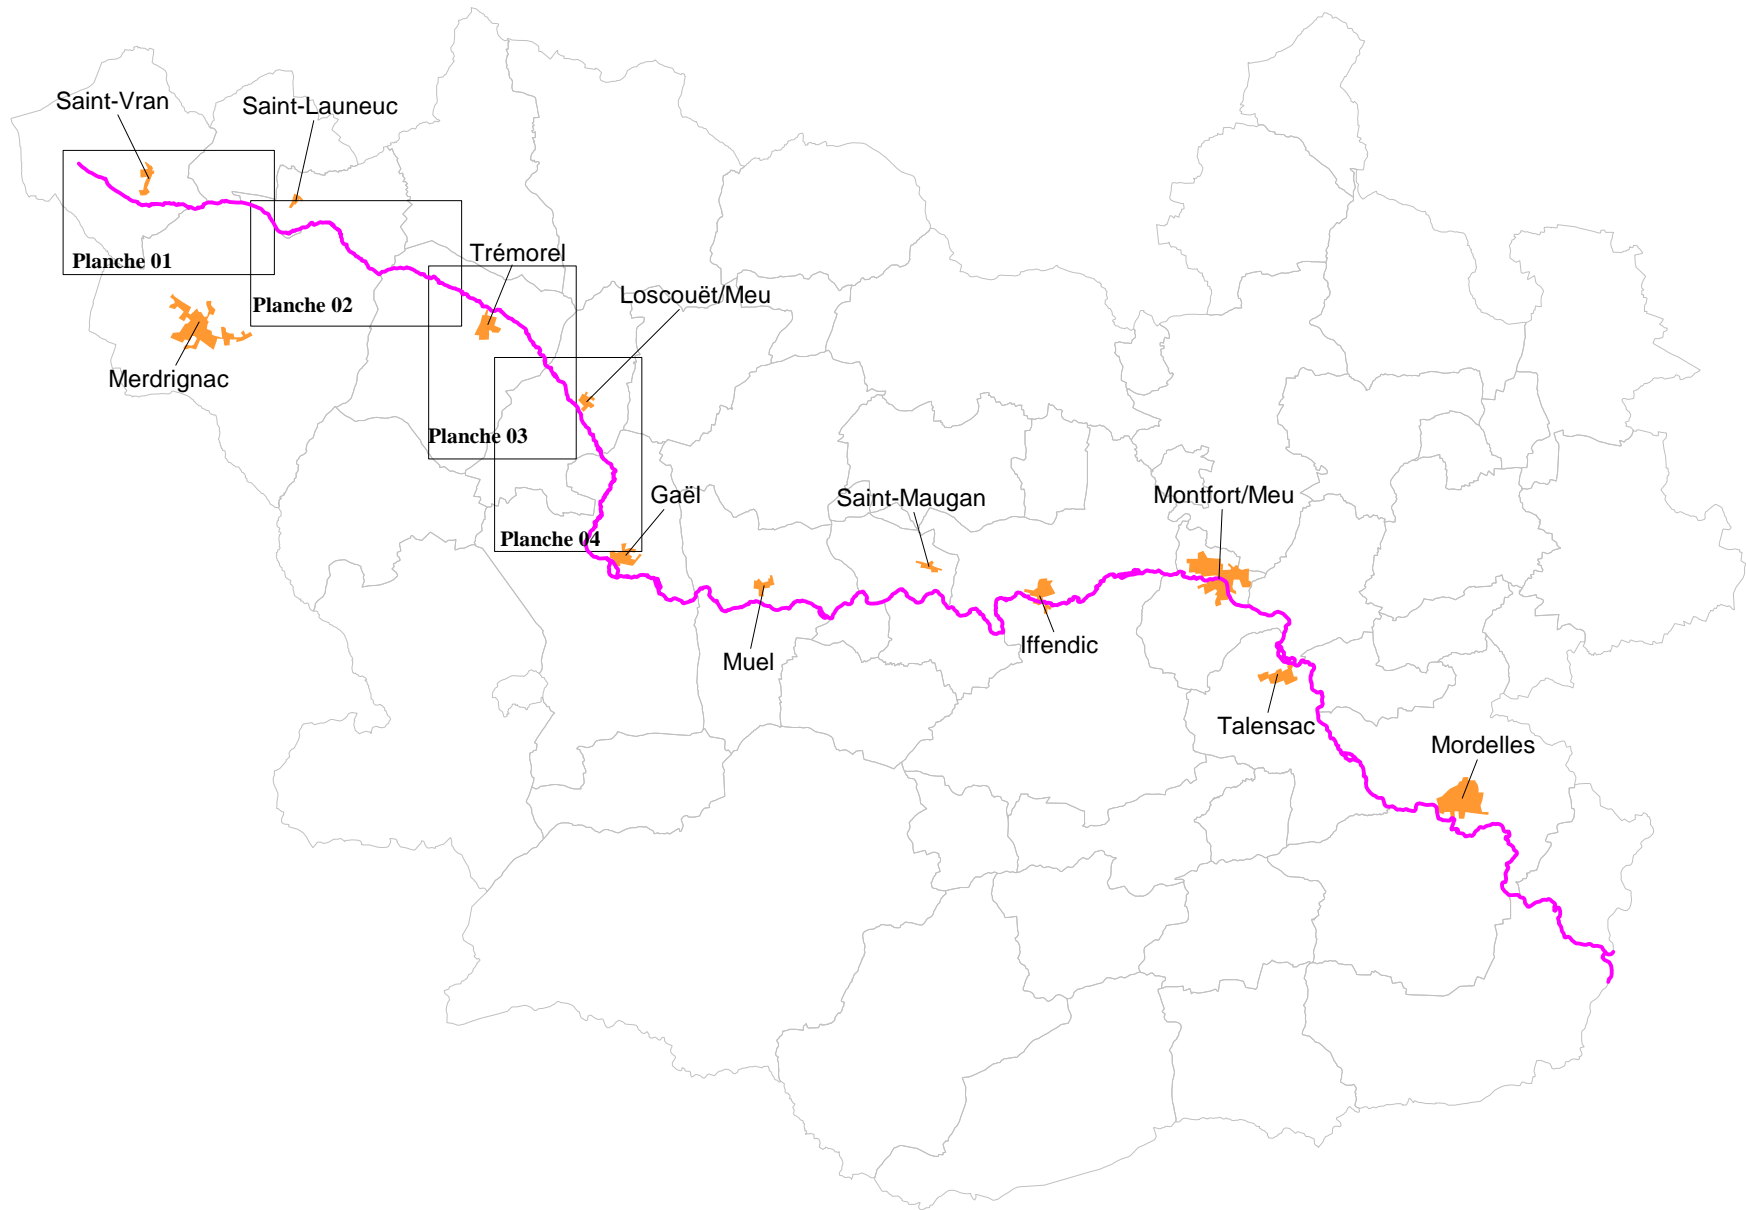 Saint-Vran
Saint-Launeuc
Trémorel
Planche 01
Loscouët/Meu
Planche 02
Merdrignac
Planche 03
Gaël
Saint-Maugan
Montfort/Meu
Planche 04
Iffendic
Muel
Talensac
Mordelles